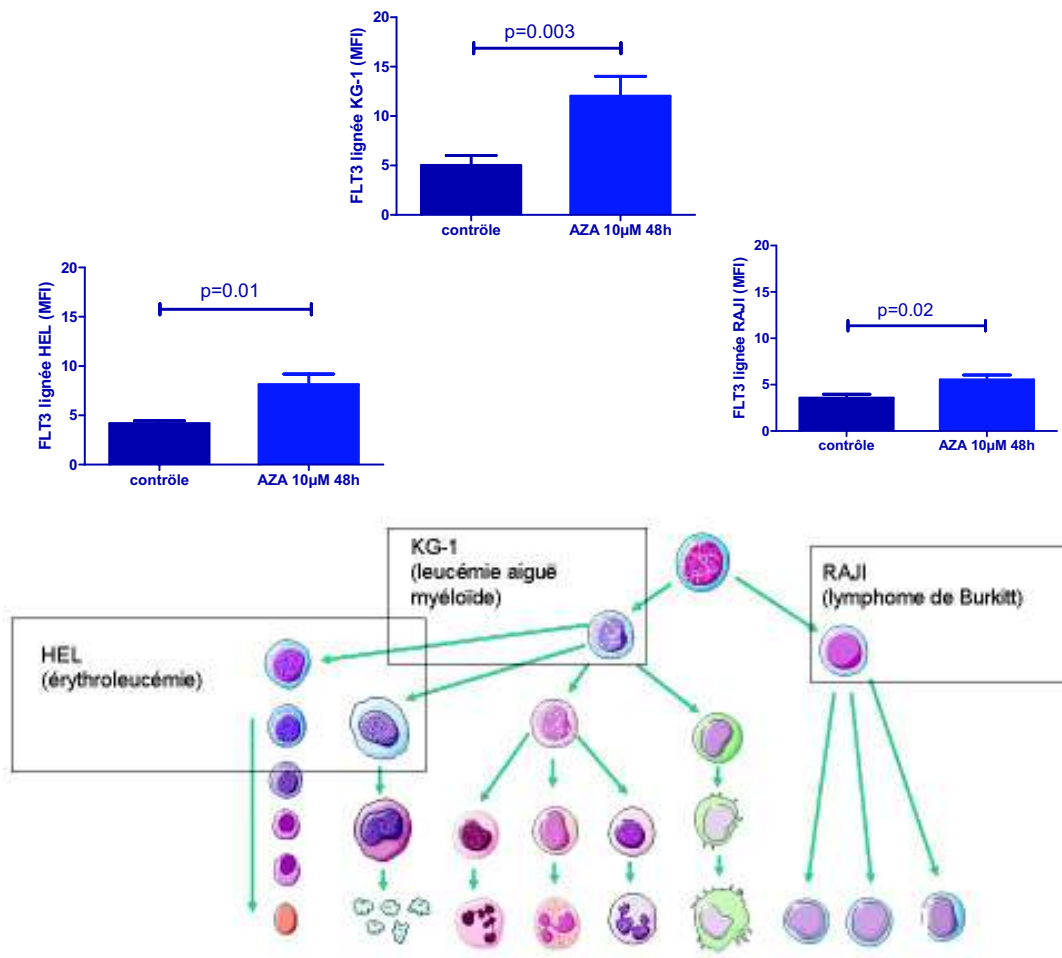 FLT3 lignée KG-1 (MFI)
20
15
10
5
0
p=0.003
contrôle
AZA 10µM 48h
FLT3 lignée HEL (MFI)
20
15
10
5
0
p=0.01
contrôle
AZA 10µM 48h
FLT3 lignée RAJI (MFI)
20
15
10
5
0
p=0.02
contrôle
AZA 10µM 48h
KG-1
(leucémie aiguë
myéloïde)
RAJI
(lymphome de Burkitt)
HEL
(érythroleucémie)